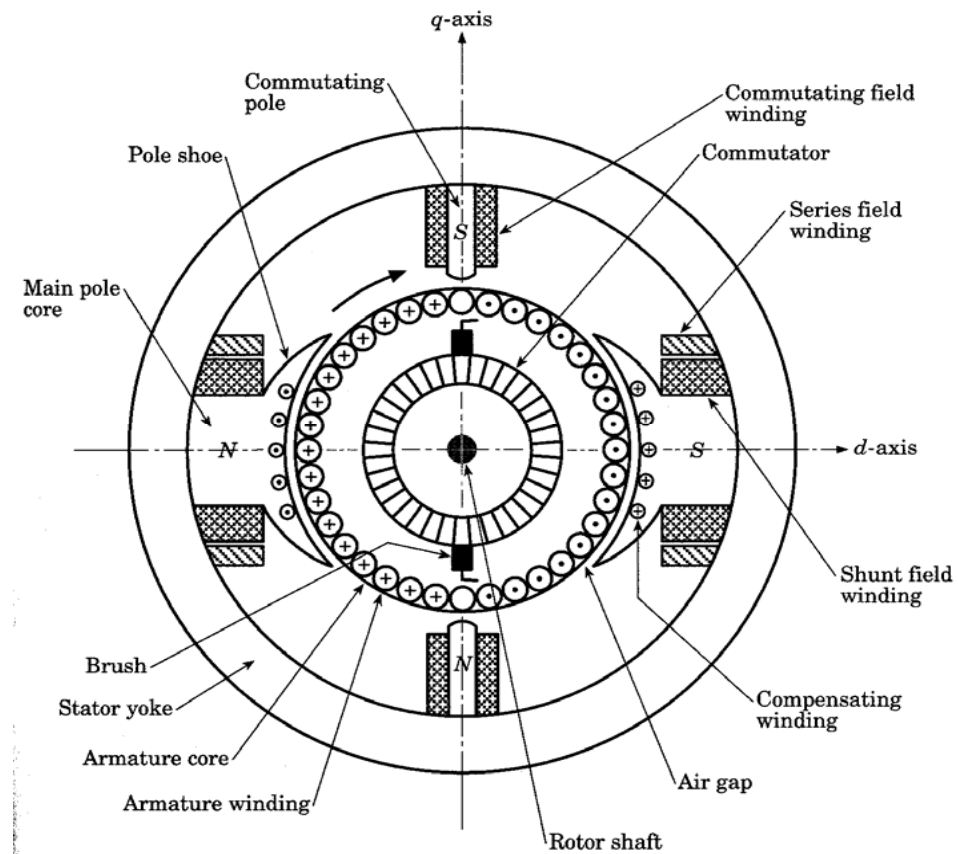 q-axis
Commutating
pole
Commutating field
winding
Pole shoe
Commutator
Series field
winding
S
Main pole
core
N
S
d-axis
Shunt field
winding
N
Brush
Stator yoke
Compensating
winding
Armature core
Air gap
Armature winding
Rotor shaft